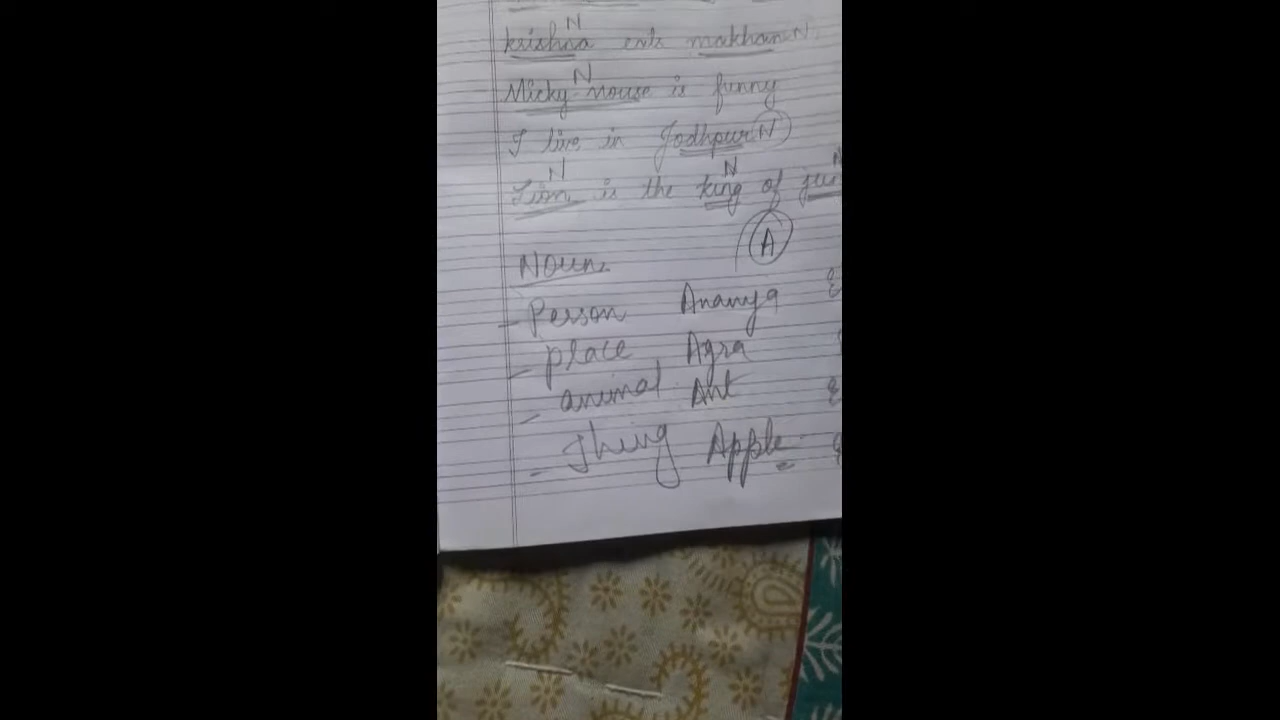 N
krishna eats makhan N
N
Micky Mouse is funny
I live in Jodhpur N
N N N
Lion is the king of
A
Noun
- Person Ananya
- place Agra
- animal Ant
- Thing Apple